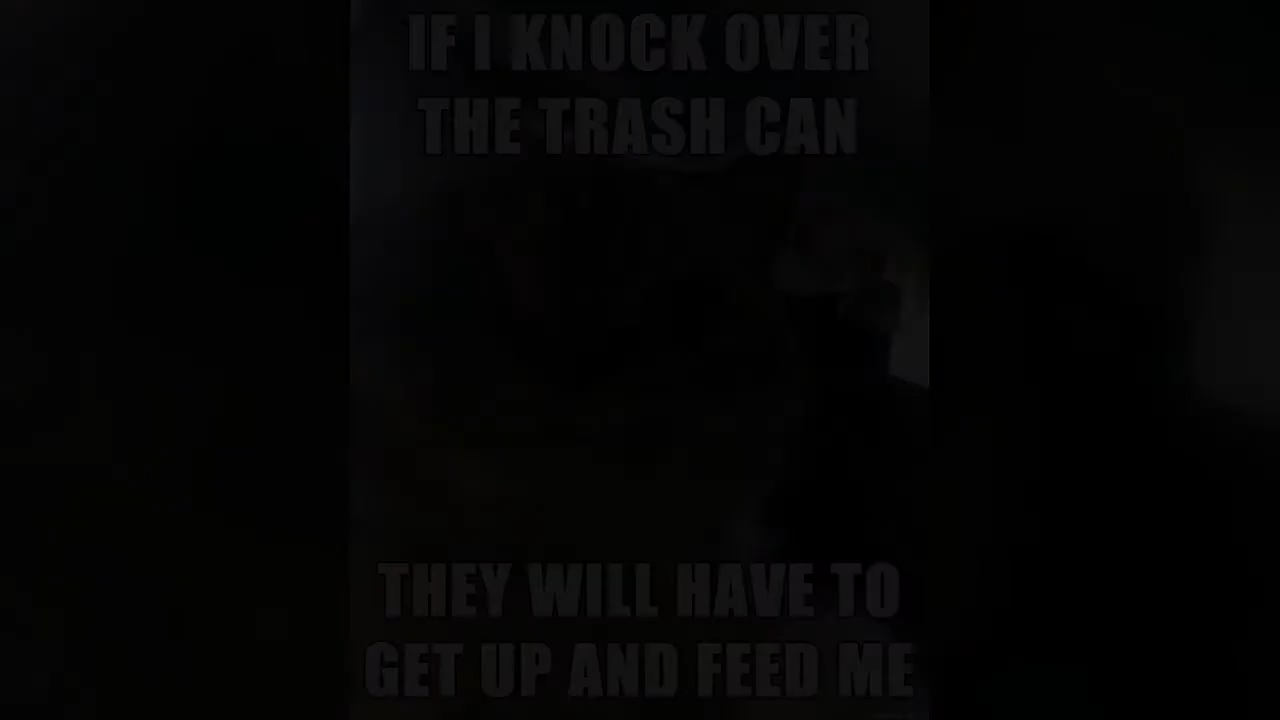 IF I KNOCK OVER
THE TRASH CAN
THEY WILL HAVE TO
GET UP AND FEED ME